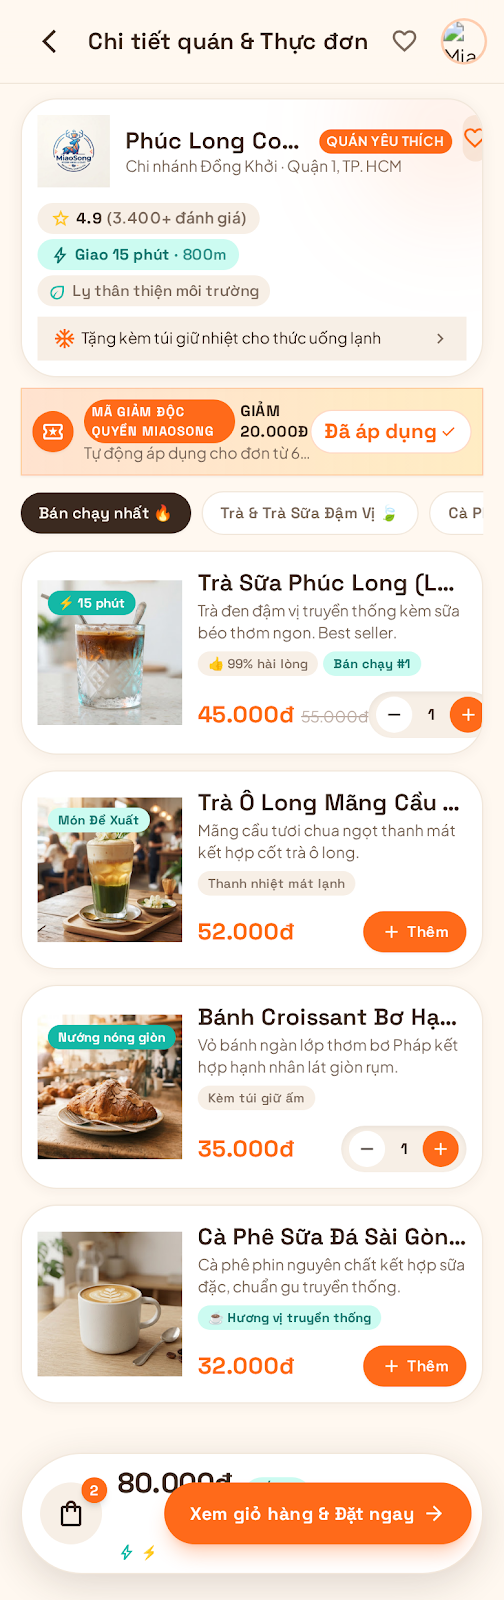 Chi tiết quán & Thực đơn
Mia
MiaoSong
Phúc Long Co...
QUÁN YÊU THÍCH
Chi nhánh Đồng Khởi · Quận 1, TP. HCM
4.9 (3.400+ đánh giá)
Giao 15 phút · 800m
Ly thân thiện môi trường
Tặng kèm túi giữ nhiệt cho thức uống lạnh
MÃ GIẢM ĐỘC
QUYỀN MIAOSONG
GIẢM
20.000Đ
Tự động áp dụng cho đơn từ 6...
Đã áp dụng
Bán chạy nhất 🔥
Trà & Trà Sữa Đậm Vị 🍃
Cà P
⚡ 15 phút
Trà Sữa Phúc Long (L...
Trà đen đậm vị truyền thống kèm sữa
béo thơm ngon. Best seller.
👍 99% hài lòng
Bán chạy #1
45.000đ 55.000đ
− 1 +
Món Đề Xuất
Trà Ô Long Mãng Cầu ...
Mãng cầu tươi chua ngọt thanh mát
kết hợp cốt trà ô long.
Thanh nhiệt mát lạnh
52.000đ
+ Thêm
Nướng nóng giòn
Bánh Croissant Bơ Hạ...
Vỏ bánh ngàn lớp thơm bơ Pháp kết
hợp hạnh nhân lát giòn rụm.
Kèm túi giữ ấm
35.000đ
− 1 +
Cà Phê Sữa Đá Sài Gòn...
Cà phê phin nguyên chất kết hợp sữa
đặc, chuẩn gu truyền thống.
☕ Hương vị truyền thống
32.000đ
+ Thêm
2
80.000đ
Xem giỏ hàng & Đặt ngay →
⚡